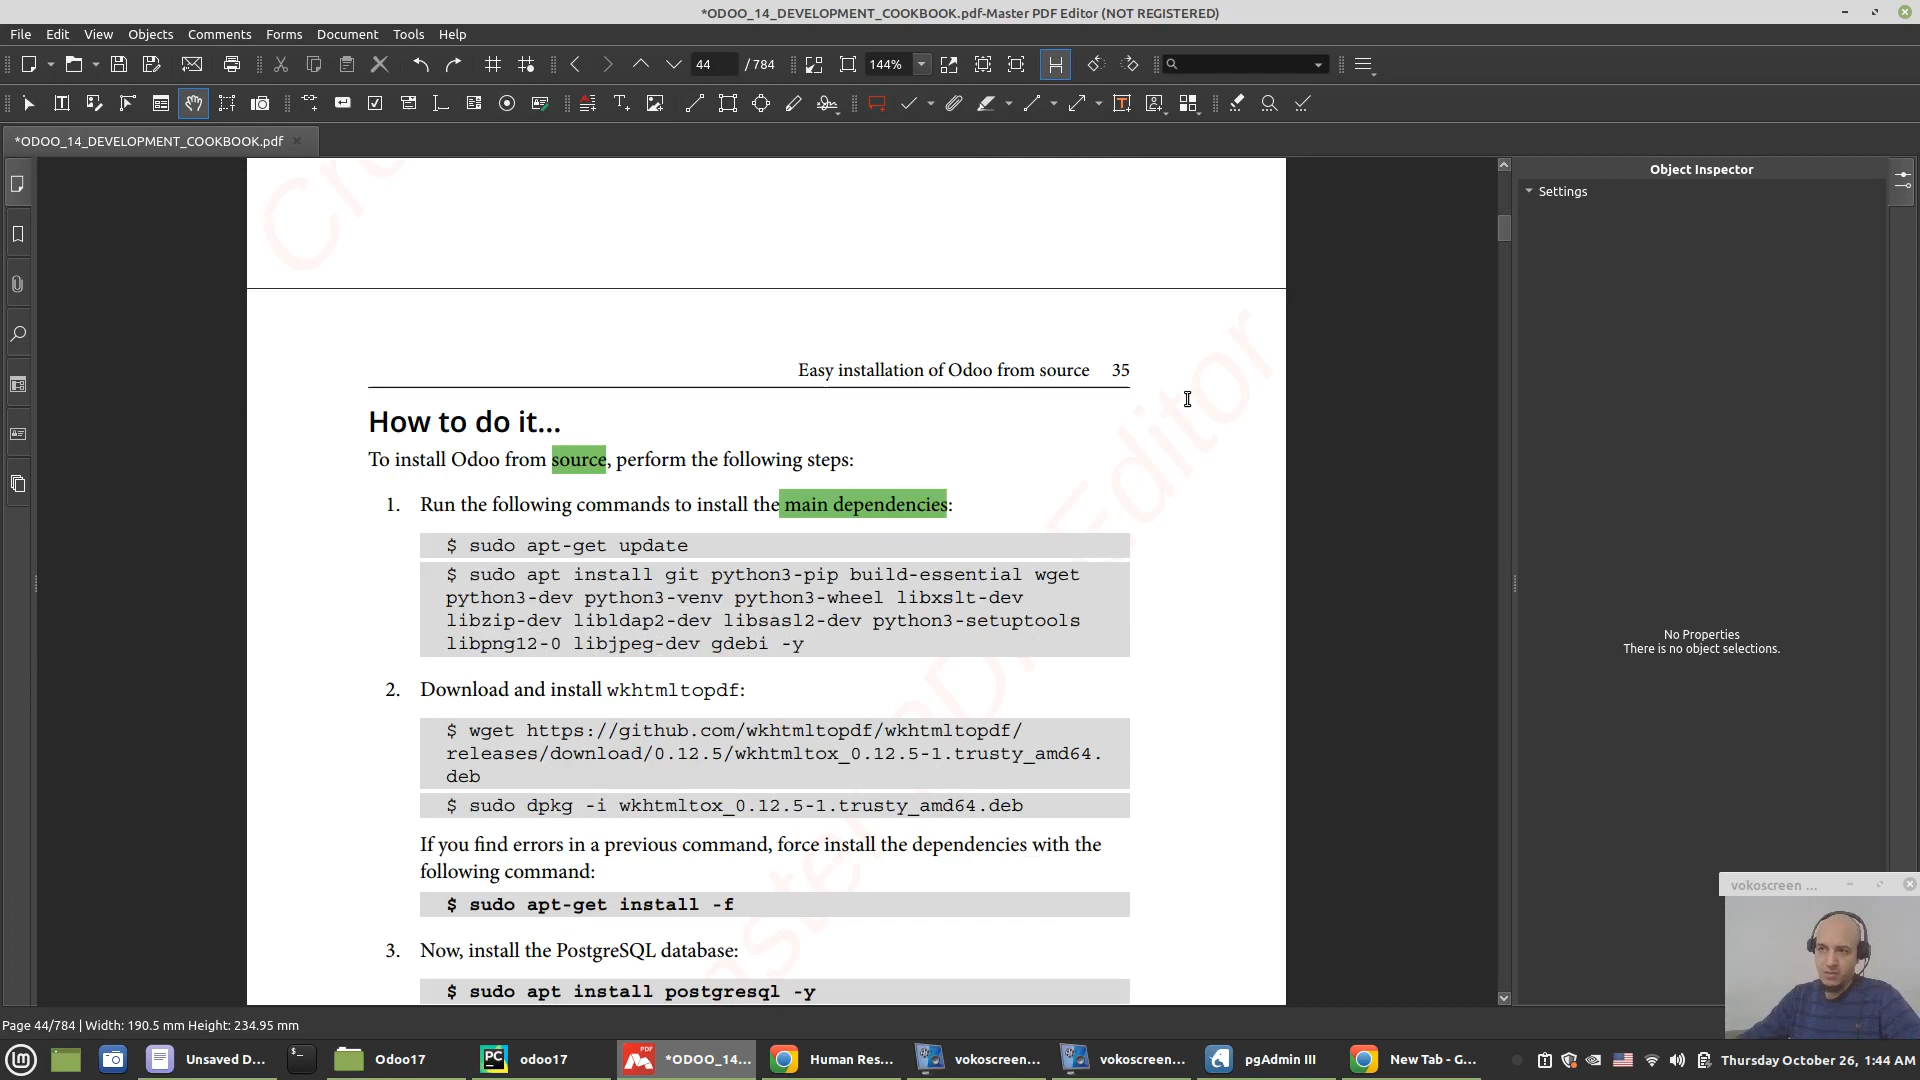 *ODOO_14_DEVELOPMENT_COOKBOOK.pdf-Master PDF Editor (NOT REGISTERED)
File Edit View Objects Comments Forms Document Tools Help
44 / 784 144%
*ODOO_14_DEVELOPMENT_COOKBOOK.pdf
Object Inspector
Settings
Easy installation of Odoo from source 35
How to do it...
To install Odoo from source, perform the following steps:
1. Run the following commands to install the main dependencies:
$ sudo apt-get update
$ sudo apt install git python3-pip build-essential wget
python3-dev python3-venv python3-wheel libxslt-dev
libzip-dev libldap2-dev libsasl2-dev python3-setuptools
libpng12-0 libjpeg-dev gdebi -y
2. Download and install wkhtmltopdf:
$ wget https://github.com/wkhtmltopdf/wkhtmltopdf/
releases/download/0.12.5/wkhtmltox_0.12.5-1.trusty_amd64.
deb
$ sudo dpkg -i wkhtmltox_0.12.5-1.trusty_amd64.deb
If you find errors in a previous command, force install the dependencies with the
following command:
$ sudo apt-get install -f
3. Now, install the PostgreSQL database:
$ sudo apt install postgresql -y
No Properties
There is no object selections.
vokoscreen ...
Page 44/784 | Width: 190.5 mm Height: 234.95 mm
Unsaved D... Odoo17 PC odoo17 PDF *ODOO_14_... Human Res... vokoscreen... vokoscreen... pgAdmin III New Tab - G... Thursday October 26, 1:44 AM